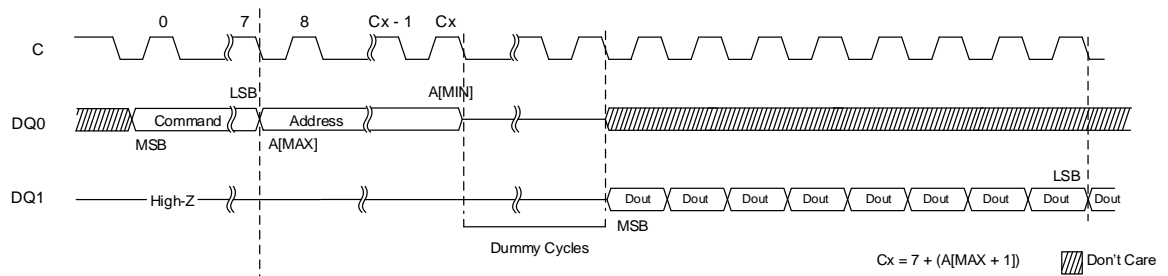 0 7 8 Cx - 1 Cx
C
LSB A[MIN]
DQ0 Command Address
MSB A[MAX]
LSB
DQ1 High-Z Dout Dout Dout Dout Dout Dout Dout Dout Dout
MSB
Dummy Cycles
Cx = 7 + (A[MAX + 1]) Don't Care